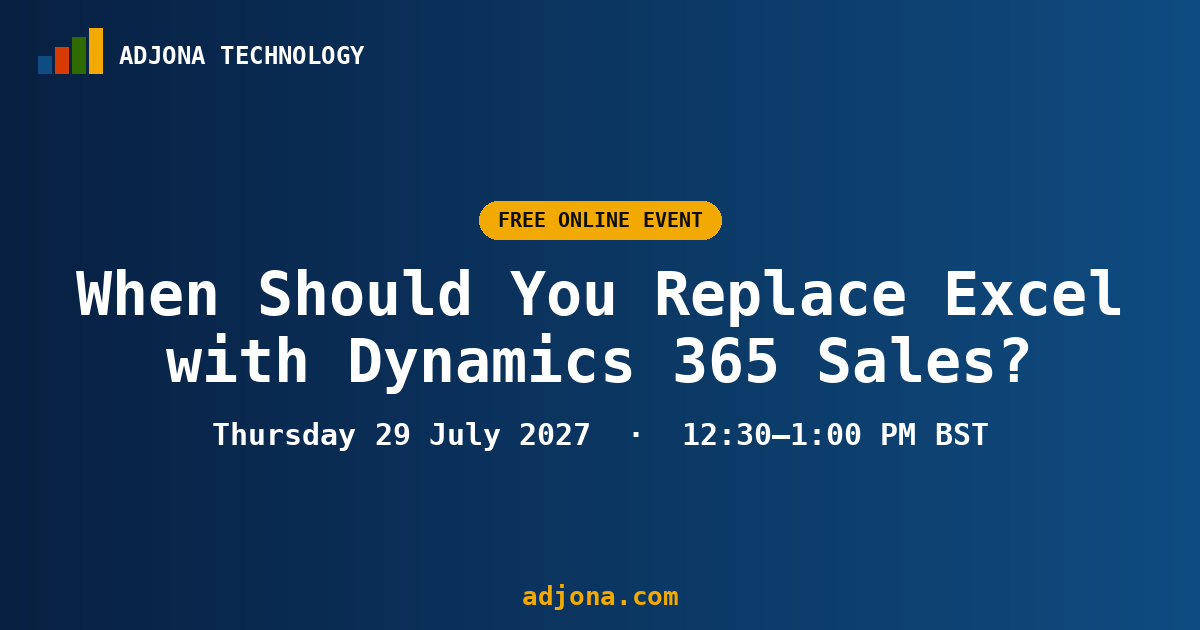 ADJONA TECHNOLOGY
FREE ONLINE EVENT
When Should You Replace Excel
with Dynamics 365 Sales?
Thursday 29 July 2027 · 12:30–1:00 PM BST
adjona.com